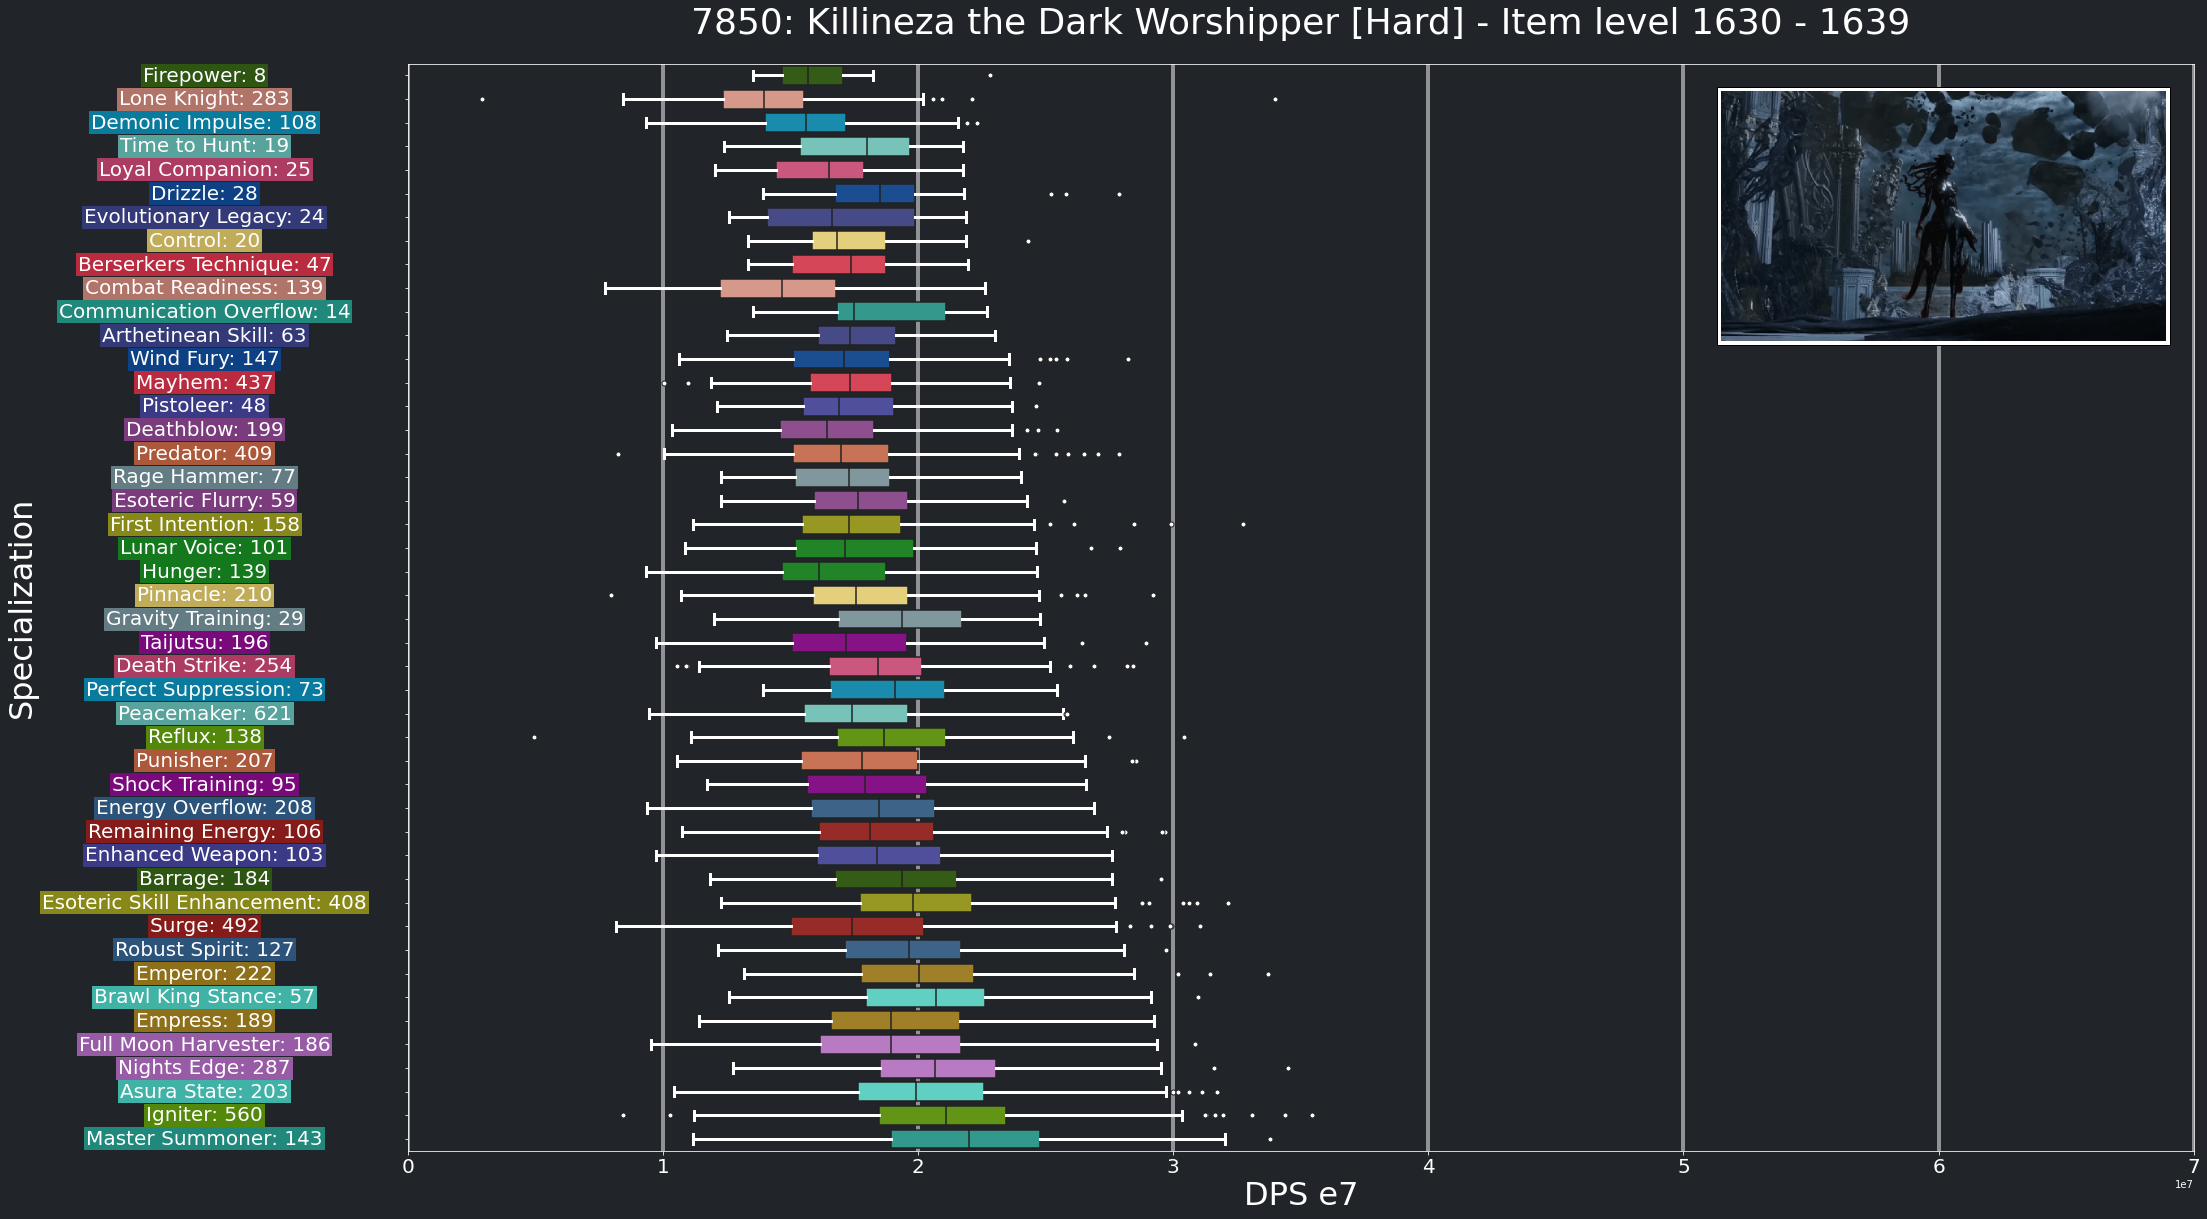 7850: Killineza the Dark Worshipper [Hard] - Item level 1630 - 1639
Firepower: 8
Lone Knight: 283
Demonic Impulse: 108
Time to Hunt: 19
Loyal Companion: 25
Drizzle: 28
Evolutionary Legacy: 24
Control: 20
Berserkers Technique: 47
Combat Readiness: 139
Communication Overflow: 14
Arthetinean Skill: 63
Wind Fury: 147
Mayhem: 437
Pistoleer: 48
Deathblow: 199
Predator: 409
Rage Hammer: 77
Esoteric Flurry: 59
First Intention: 158
Lunar Voice: 101
Hunger: 139
Pinnacle: 210
Gravity Training: 29
Taijutsu: 196
Death Strike: 254
Perfect Suppression: 73
Peacemaker: 621
Reflux: 138
Punisher: 207
Shock Training: 95
Energy Overflow: 208
Remaining Energy: 106
Enhanced Weapon: 103
Barrage: 184
Esoteric Skill Enhancement: 408
Surge: 492
Robust Spirit: 127
Emperor: 222
Brawl King Stance: 57
Empress: 189
Full Moon Harvester: 186
Nights Edge: 287
Asura State: 203
Igniter: 560
Master Summoner: 143
Specialization
0 1 2 3 4 5 6 7
DPS e7
1e7